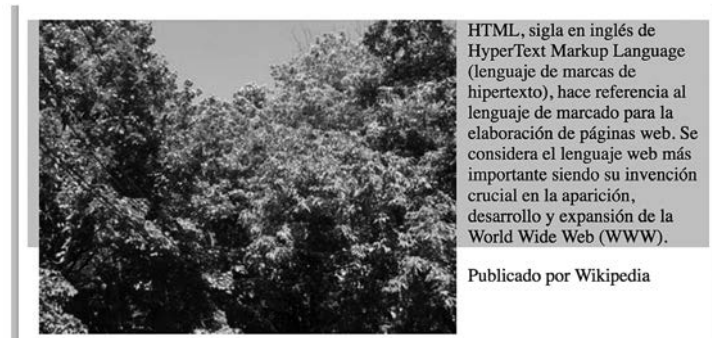 HTML, sigla en inglés de
HyperText Markup Language
(lenguaje de marcas de
hipertexto), hace referencia al
lenguaje de marcado para la
elaboración de páginas web. Se
considera el lenguaje web más
importante siendo su invención
crucial en la aparición,
desarrollo y expansión de la
World Wide Web (WWW).
Publicado por Wikipedia